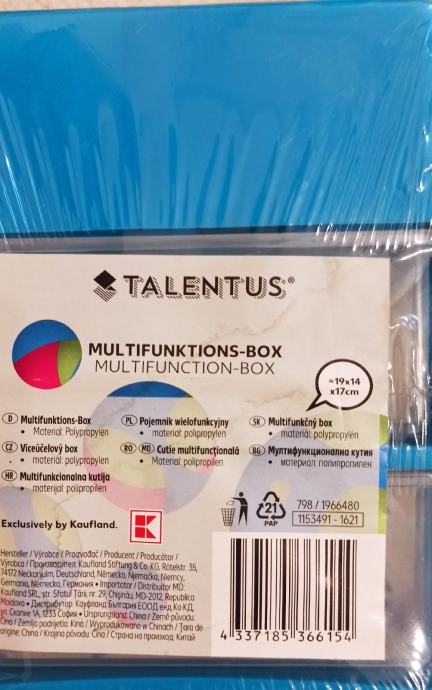 TALENTUS®
MULTIFUNKTIONS-BOX
MULTIFUNCTION-BOX
≈19x14
x17cm
D Multifunktions-Box
• Material: Polypropylen
PL Pojemnik wielofunkcyjny
• Materiał: polipropylen
SK Multifunkčný box
• materiál: polypropylén
CZ Víceúčelový box
• materiál: polypropylen
RO MD Cutie multifuncțională
• Material: polipropilenă
BG Мултифункционална кутия
• материал: полипропилен
HR Multifunkcionalna kutija
• materijal: polipropilen
21
PAP
798 / 1966480
1153491 - 1621
Exclusively by Kaufland.
Hersteller / Výrobce / Proizvođač / Producent / Producător /
Výrobca / Производител: Kaufland Stiftung & Co. KG, Rötelstr. 35,
74172 Neckarsulm, Deutschland, Německo, Njemačka, Niemcy,
Germania, Nemecko, Германия • Importator / Distribuitor MD:
Kaufland SRL, str. Sfatul Țării, nr. 29, Chișinău, MD-2012, Republica
Moldova • Дистрибутор: Кауфланд България ЕООД енд Ко КД,
ул. Скопие 1А, 1233 София • Ursprungsland: China / Země původu:
Čína / Zemlja podrijetla: Kina / Wyprodukowano w Chinach / Țara de
origine: China / Krajina pôvodu: Čína / Страна на произход: Китай
4 337185 366154